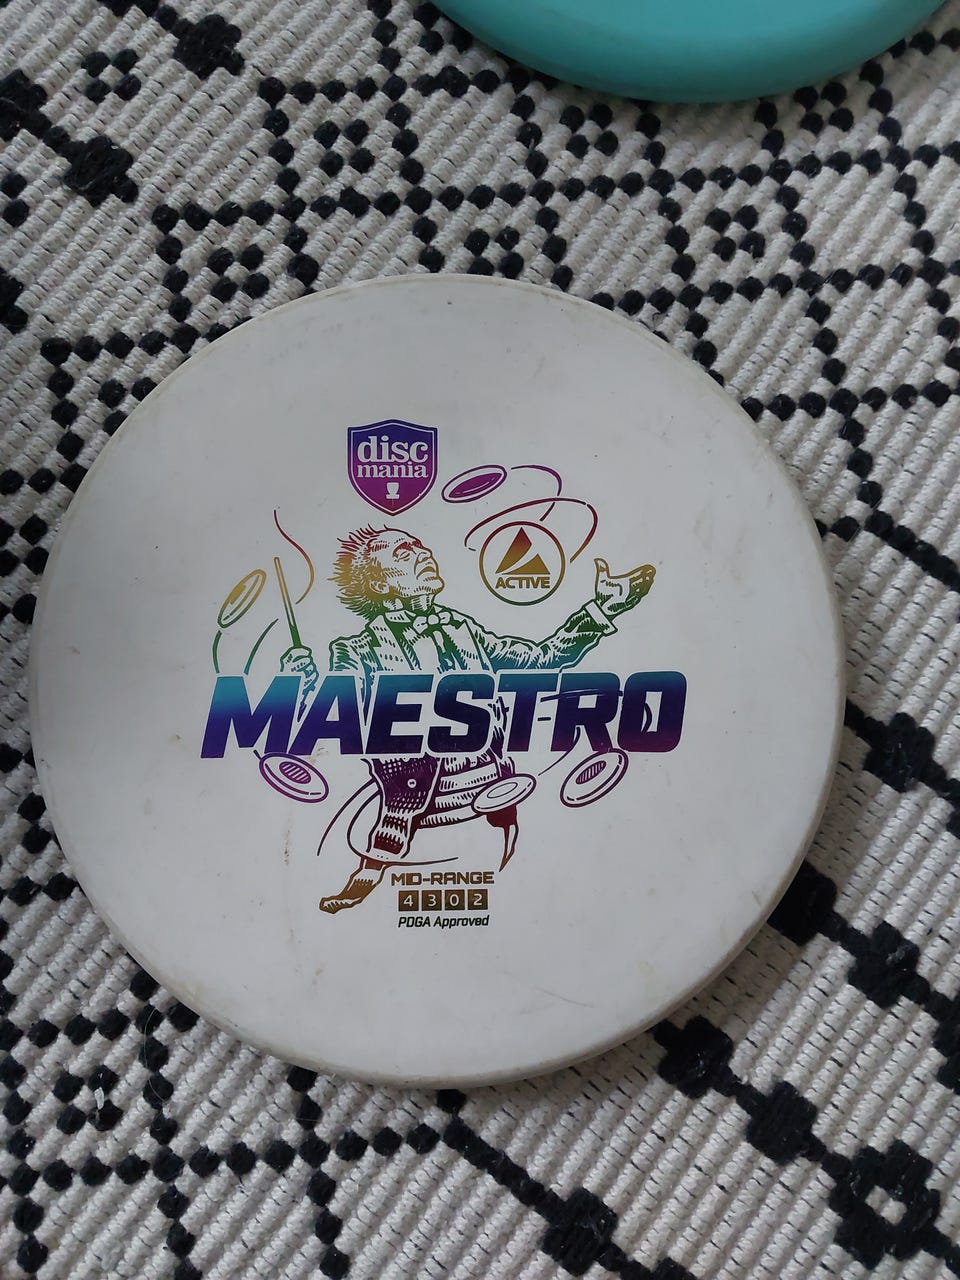 disc
mania
ACTIVE
MAESTRO
MID-RANGE
4 3 0 2
PDGA Approved